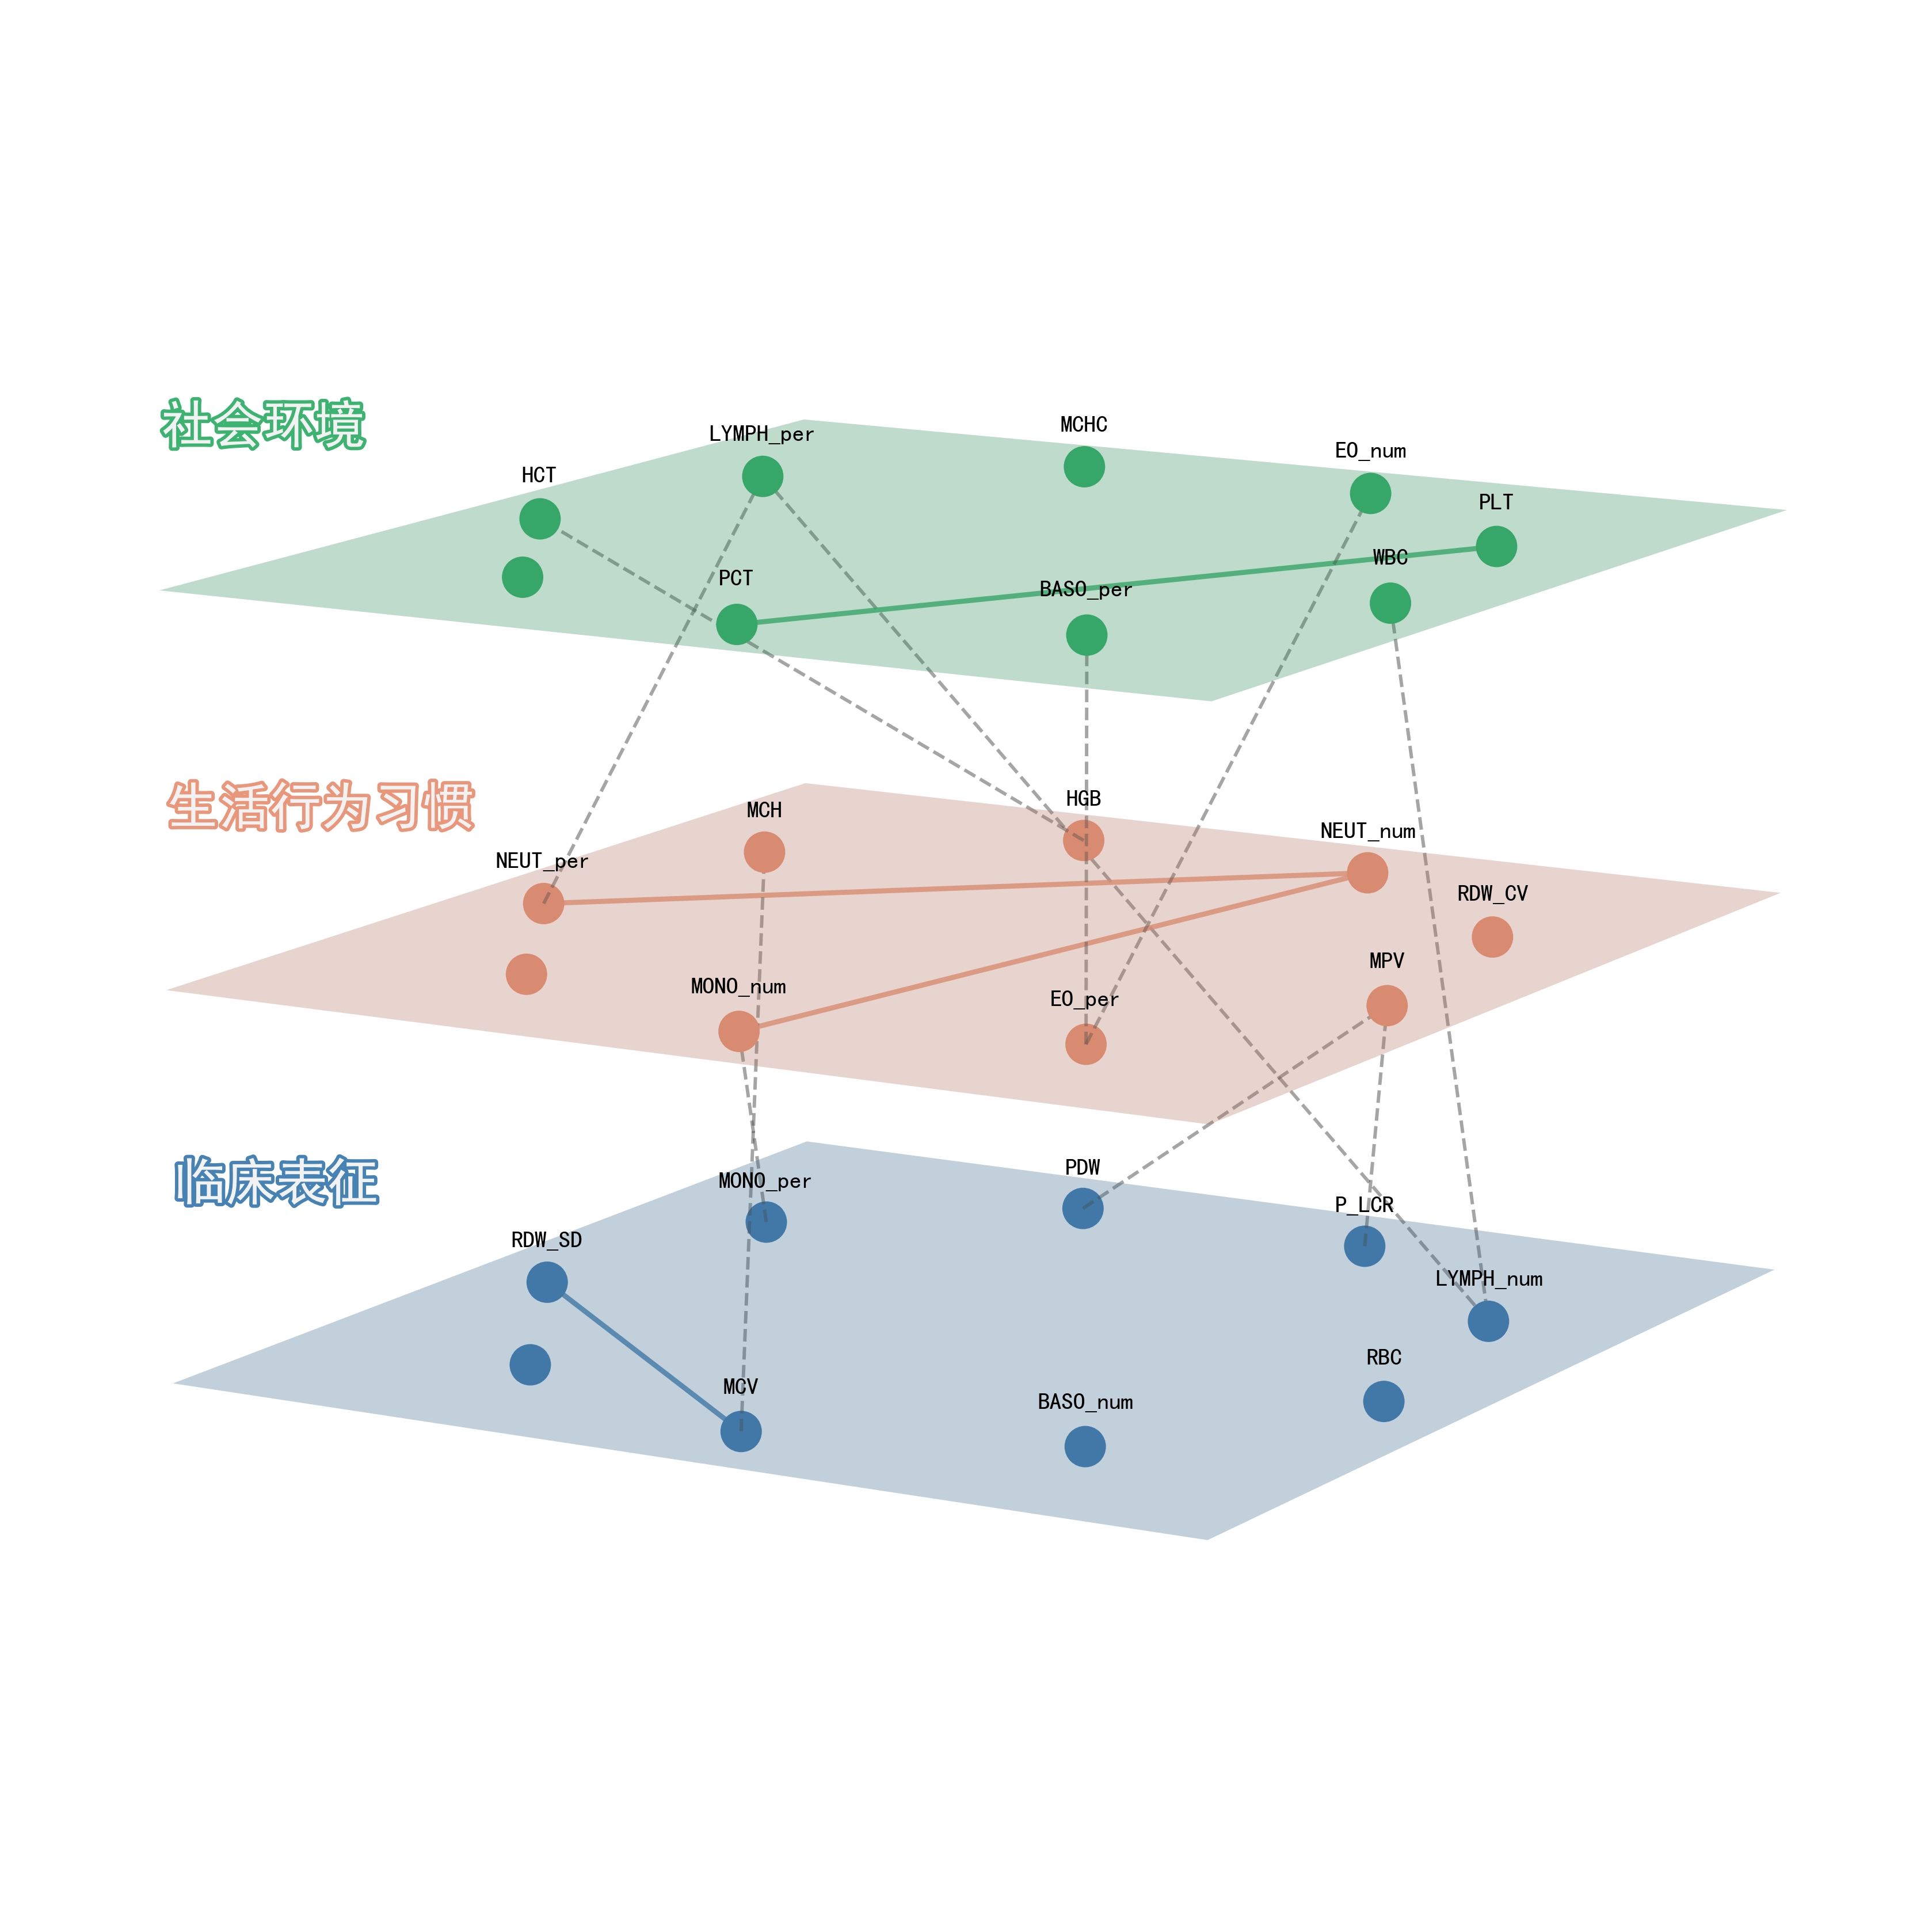 社会环境
MCHC
LYMPH_per
EO_num
HCT
PLT
WBC
PCT
BASO_per
生活行为习惯
HGB
MCH
NEUT_num
NEUT_per
RDW_CV
MPV
MONO_num
EO_per
临床表征
PDW
MONO_per
P_LCR
RDW_SD
LYMPH_num
RBC
MCV
BASO_num